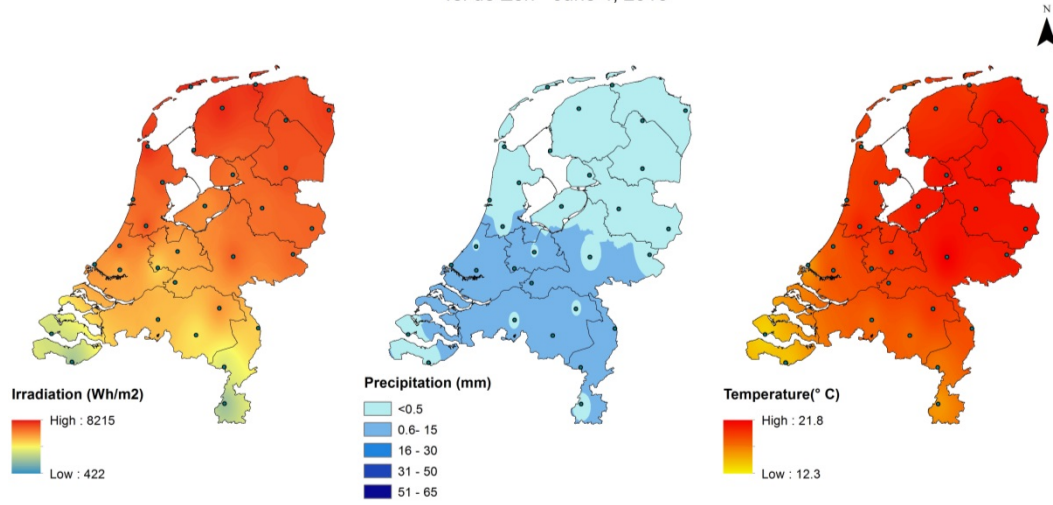 N
Irradiation (Wh/m2)
High : 8215
Low : 422
Precipitation (mm)
<0.5
0.6- 15
16 - 30
31 - 50
51 - 65
Temperature(° C)
High : 21.8
Low : 12.3